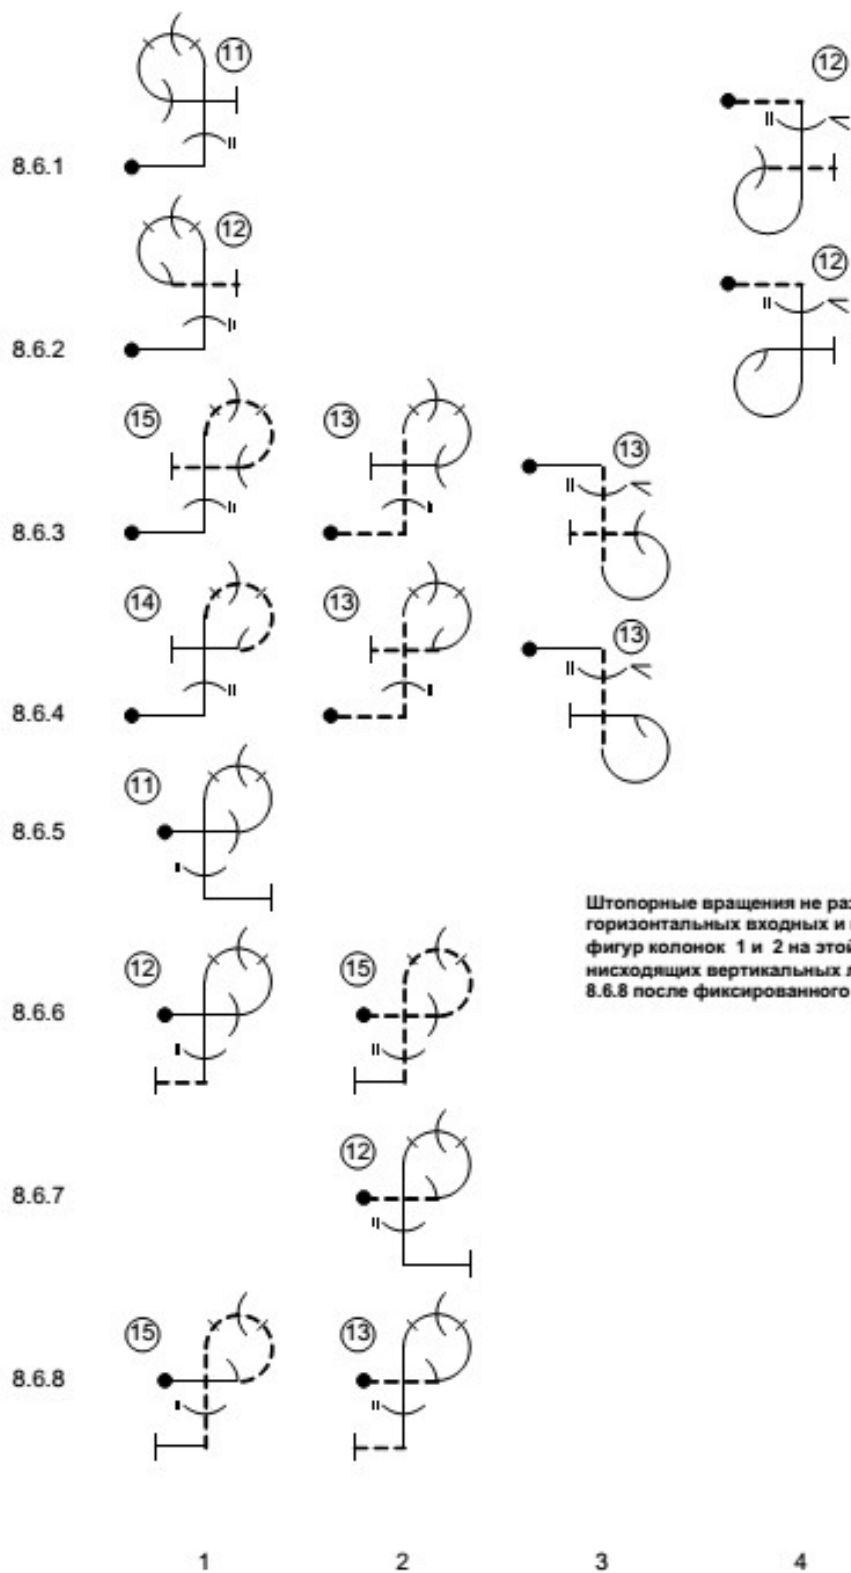 11
12
8.6.1
12
12
8.6.2
15 13 13
8.6.3
14 13 13
8.6.4
11
8.6.5
Штопорные вращения не
горизонтальных входных и
фигур колонок 1 и 2 на этой
нисходящих вертикальных
8.6.8 после фиксированного
12 15
8.6.6
12
8.6.7
15 13
8.6.8
1 2 3 4